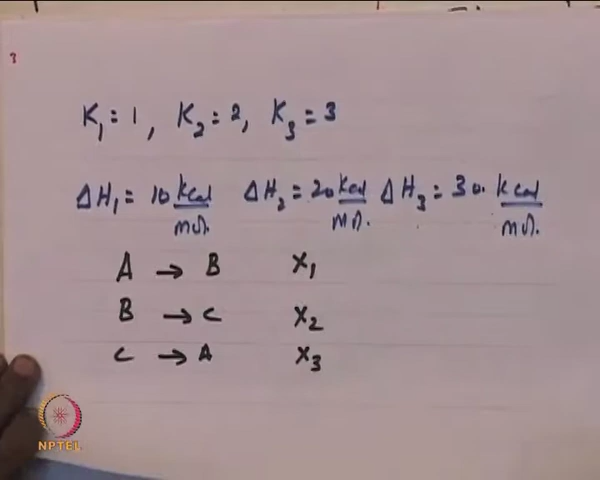 3
K₁ = 1, K₂ = 2, K₃ = 3
ΔH₁ = 10 kcal/mol. ΔH₂ = 20 kcal/mol. ΔH₃ = 30. kcal/mol.
A → B X₁
B → C X₂
C → A X₃
NPTEL